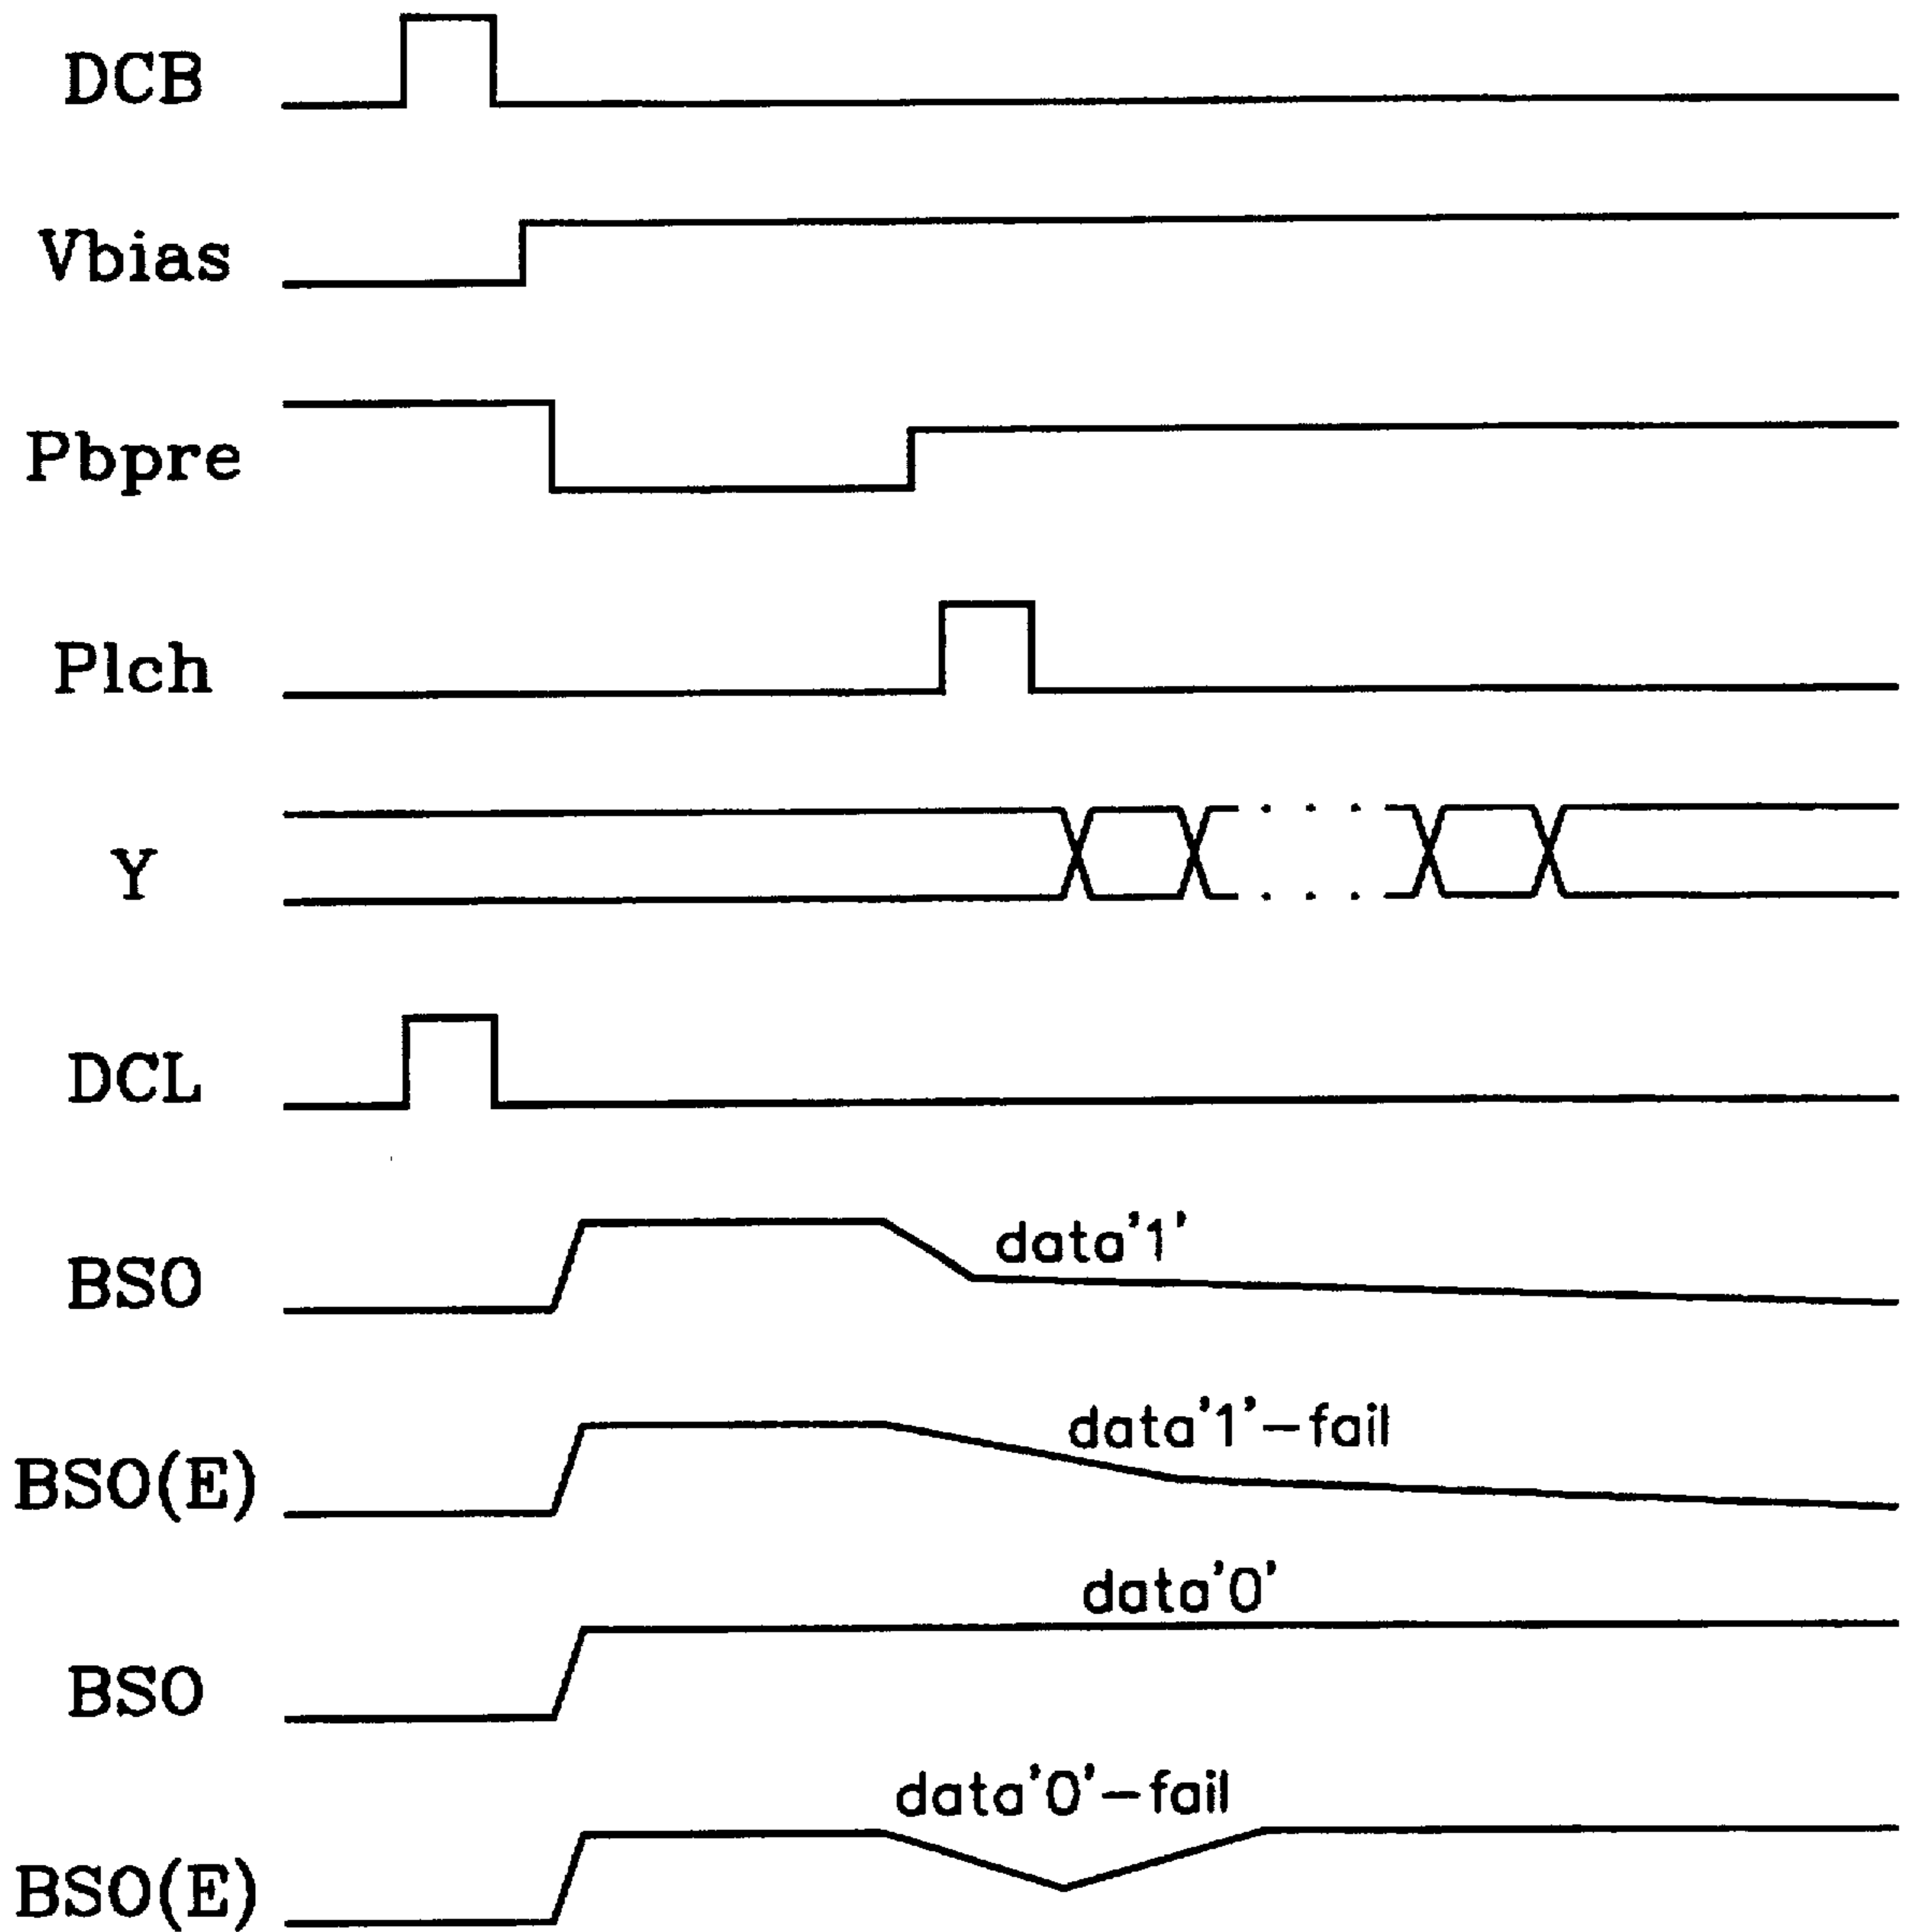 DCB
Vbias
Pbpre
Plch
Y
DCL
BSO
data'1'
BSO(E)
data'1'-fail
BSO
data'0'
BSO(E)
data'0'-fail